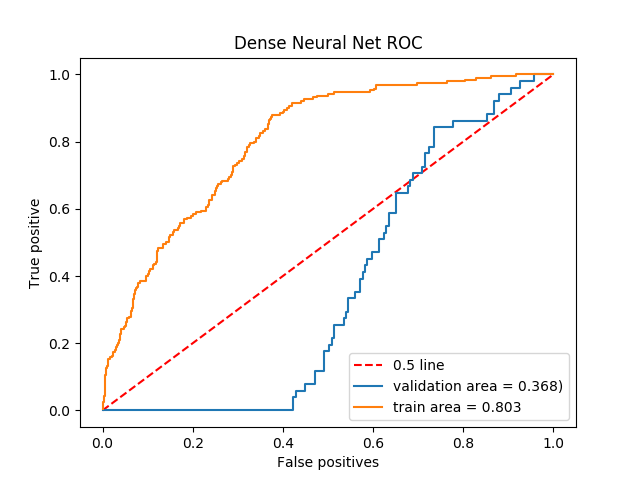 Dense Neural Net ROC
True positive
1.0
0.8
0.6
0.4
0.2
0.0
0.5 line
validation area = 0.368)
train area = 0.803
0.0 0.2 0.4 0.6 0.8 1.0
False positives